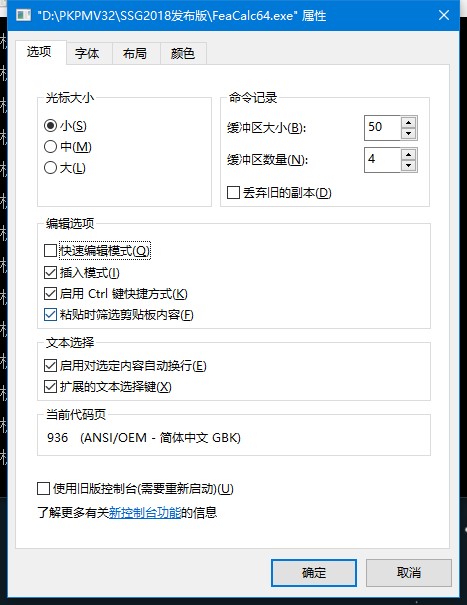 "D:\PKPMV32\SSG2018发布版\FeaCalc64.exe" 属性
选项 字体 布局 颜色
光标大小
小(S)
中(M)
大(L)
命令记录
缓冲区大小(B): 50
缓冲区数量(N): 4
丢弃旧的副本(D)
编辑选项
快速编辑模式(Q)
插入模式(I)
启用 Ctrl 键快捷方式(K)
粘贴时筛选剪贴板内容(F)
文本选择
启用对选定内容自动换行(E)
扩展的文本选择键(X)
当前代码页
936 (ANSI/OEM - 简体中文 GBK)
使用旧版控制台(需要重新启动)(U)
了解更多有关新控制台功能的信息
确定 取消